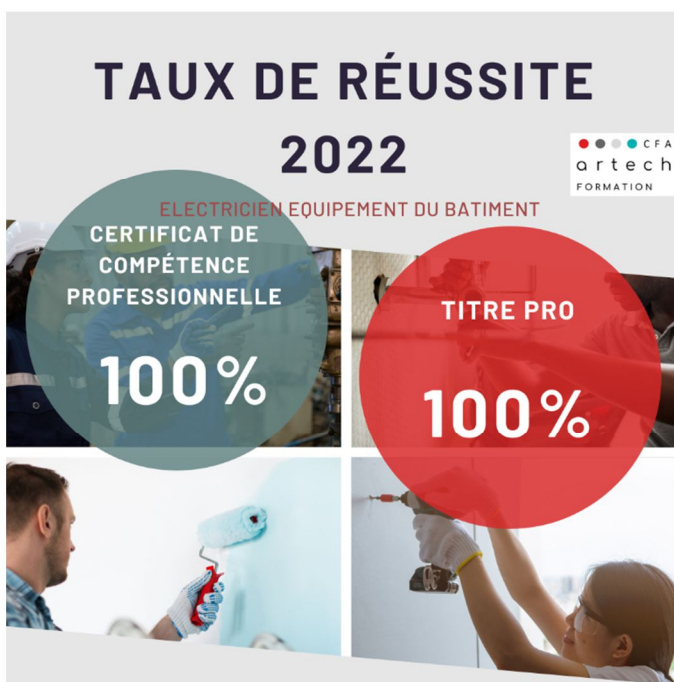 TAUX DE RÉUSSITE
2022
CFA
artech
FORMATION
ELECTRICIEN EQUIPEMENT DU BATIMENT
CERTIFICAT DE
COMPÉTENCE
PROFESSIONNELLE
100%
TITRE PRO
100%